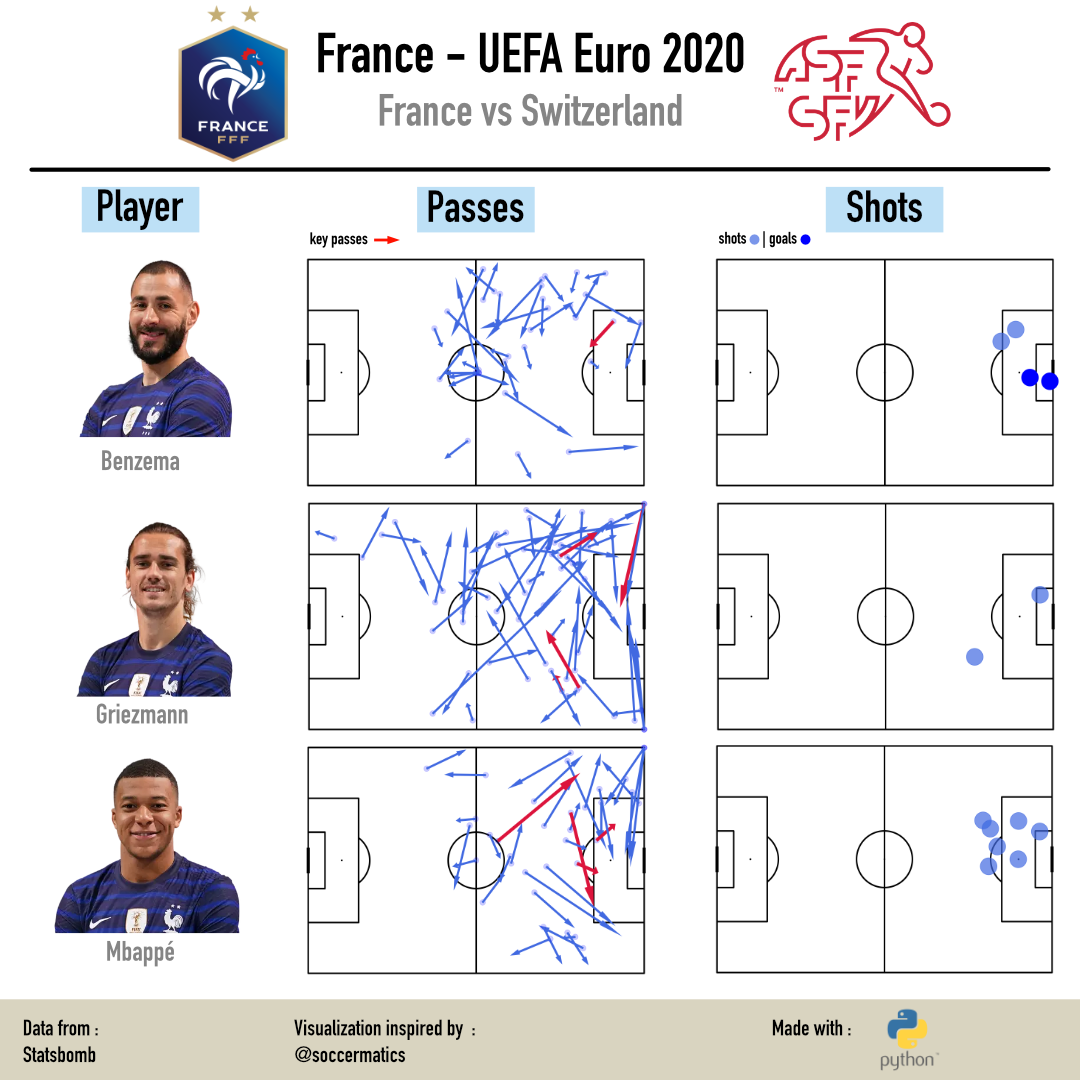 France - UEFA Euro 2020
France vs Switzerland
FRANCE
FFF
ASF
SFV
TM
Player
Passes
Shots
key passes
shots | goals
Benzema
Griezmann
Mbappé
Data from :
Statsbomb
Visualization inspired by :
@soccermatics
Made with :
python